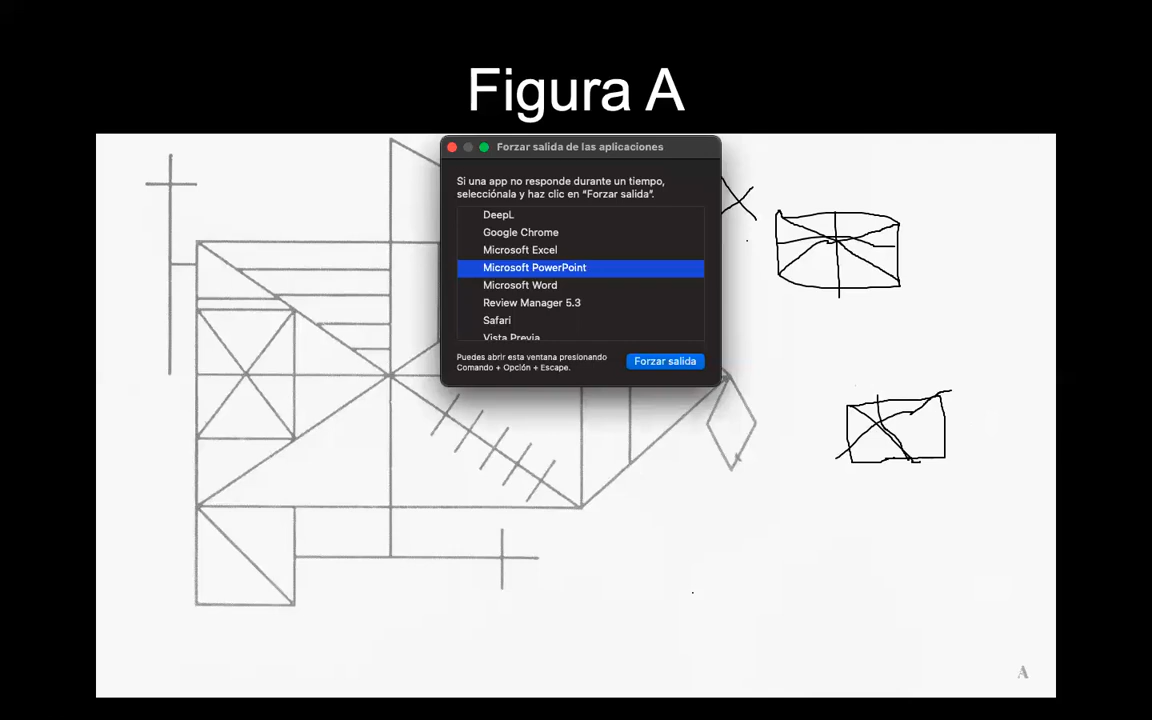 Figura A
Forzar salida de las aplicaciones
Si una app no responde durante un tiempo,
selecciónala y haz clic en “Forzar salida”.
DeepL
Google Chrome
Microsoft Excel
Microsoft PowerPoint
Microsoft Word
Review Manager 5.3
Safari
Vista Previa
Puedes abrir esta ventana presionando
Comando + Opción + Escape.
Forzar salida
A